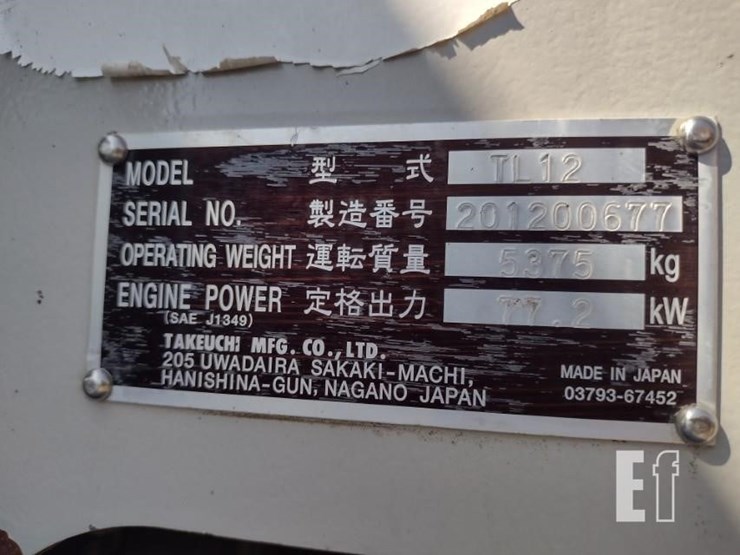 MODEL 型 式 TL12
SERIAL NO. 製造番号 201200677
OPERATING WEIGHT 運転質量 5375 kg
ENGINE POWER 定格出力 77.2 kW
(SAE J1349)
TAKEUCHI MFG. CO., LTD.
205 UWADAIRA SAKAKI-MACHI,
HANISHINA-GUN, NAGANO JAPAN
MADE IN JAPAN
03793-67452
Ef